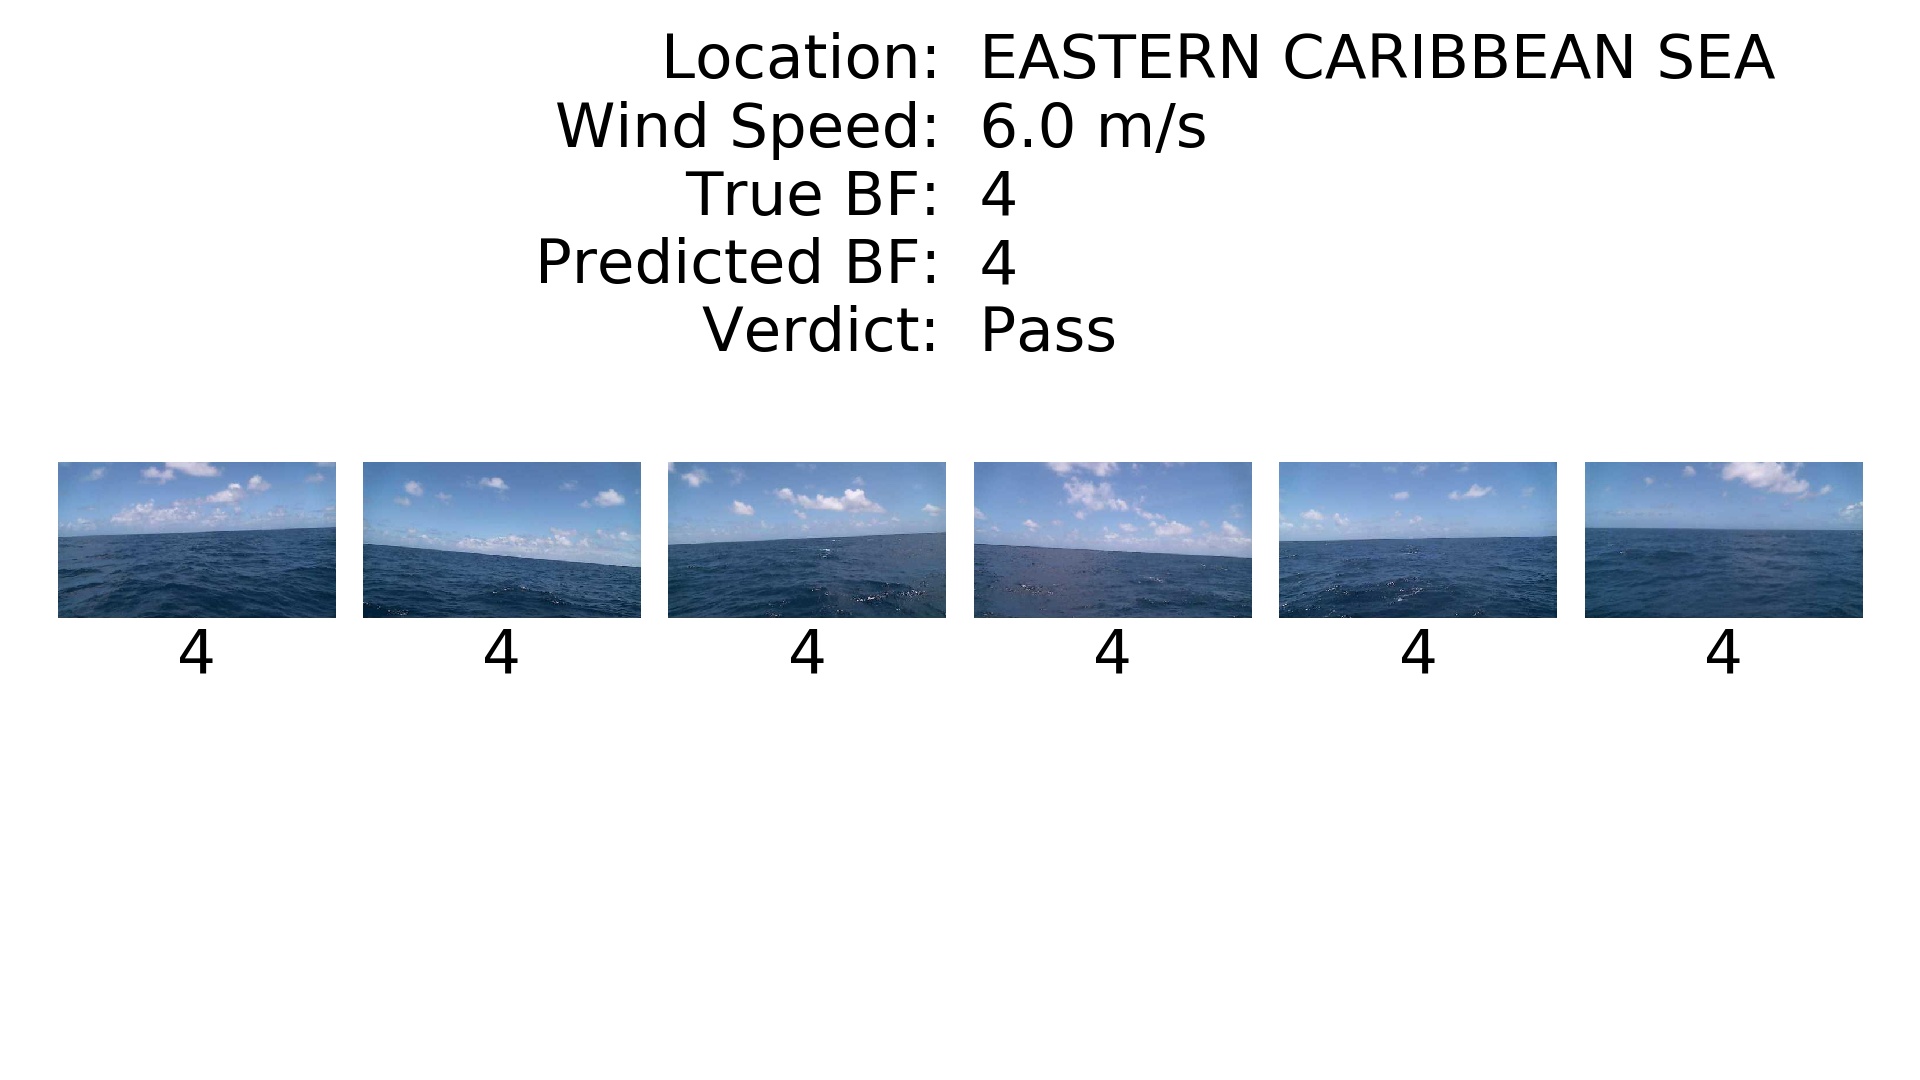 Location: EASTERN CARIBBEAN SEA
Wind Speed: 6.0 m/s
True BF: 4
Predicted BF: 4
Verdict: Pass
4 4 4 4 4 4